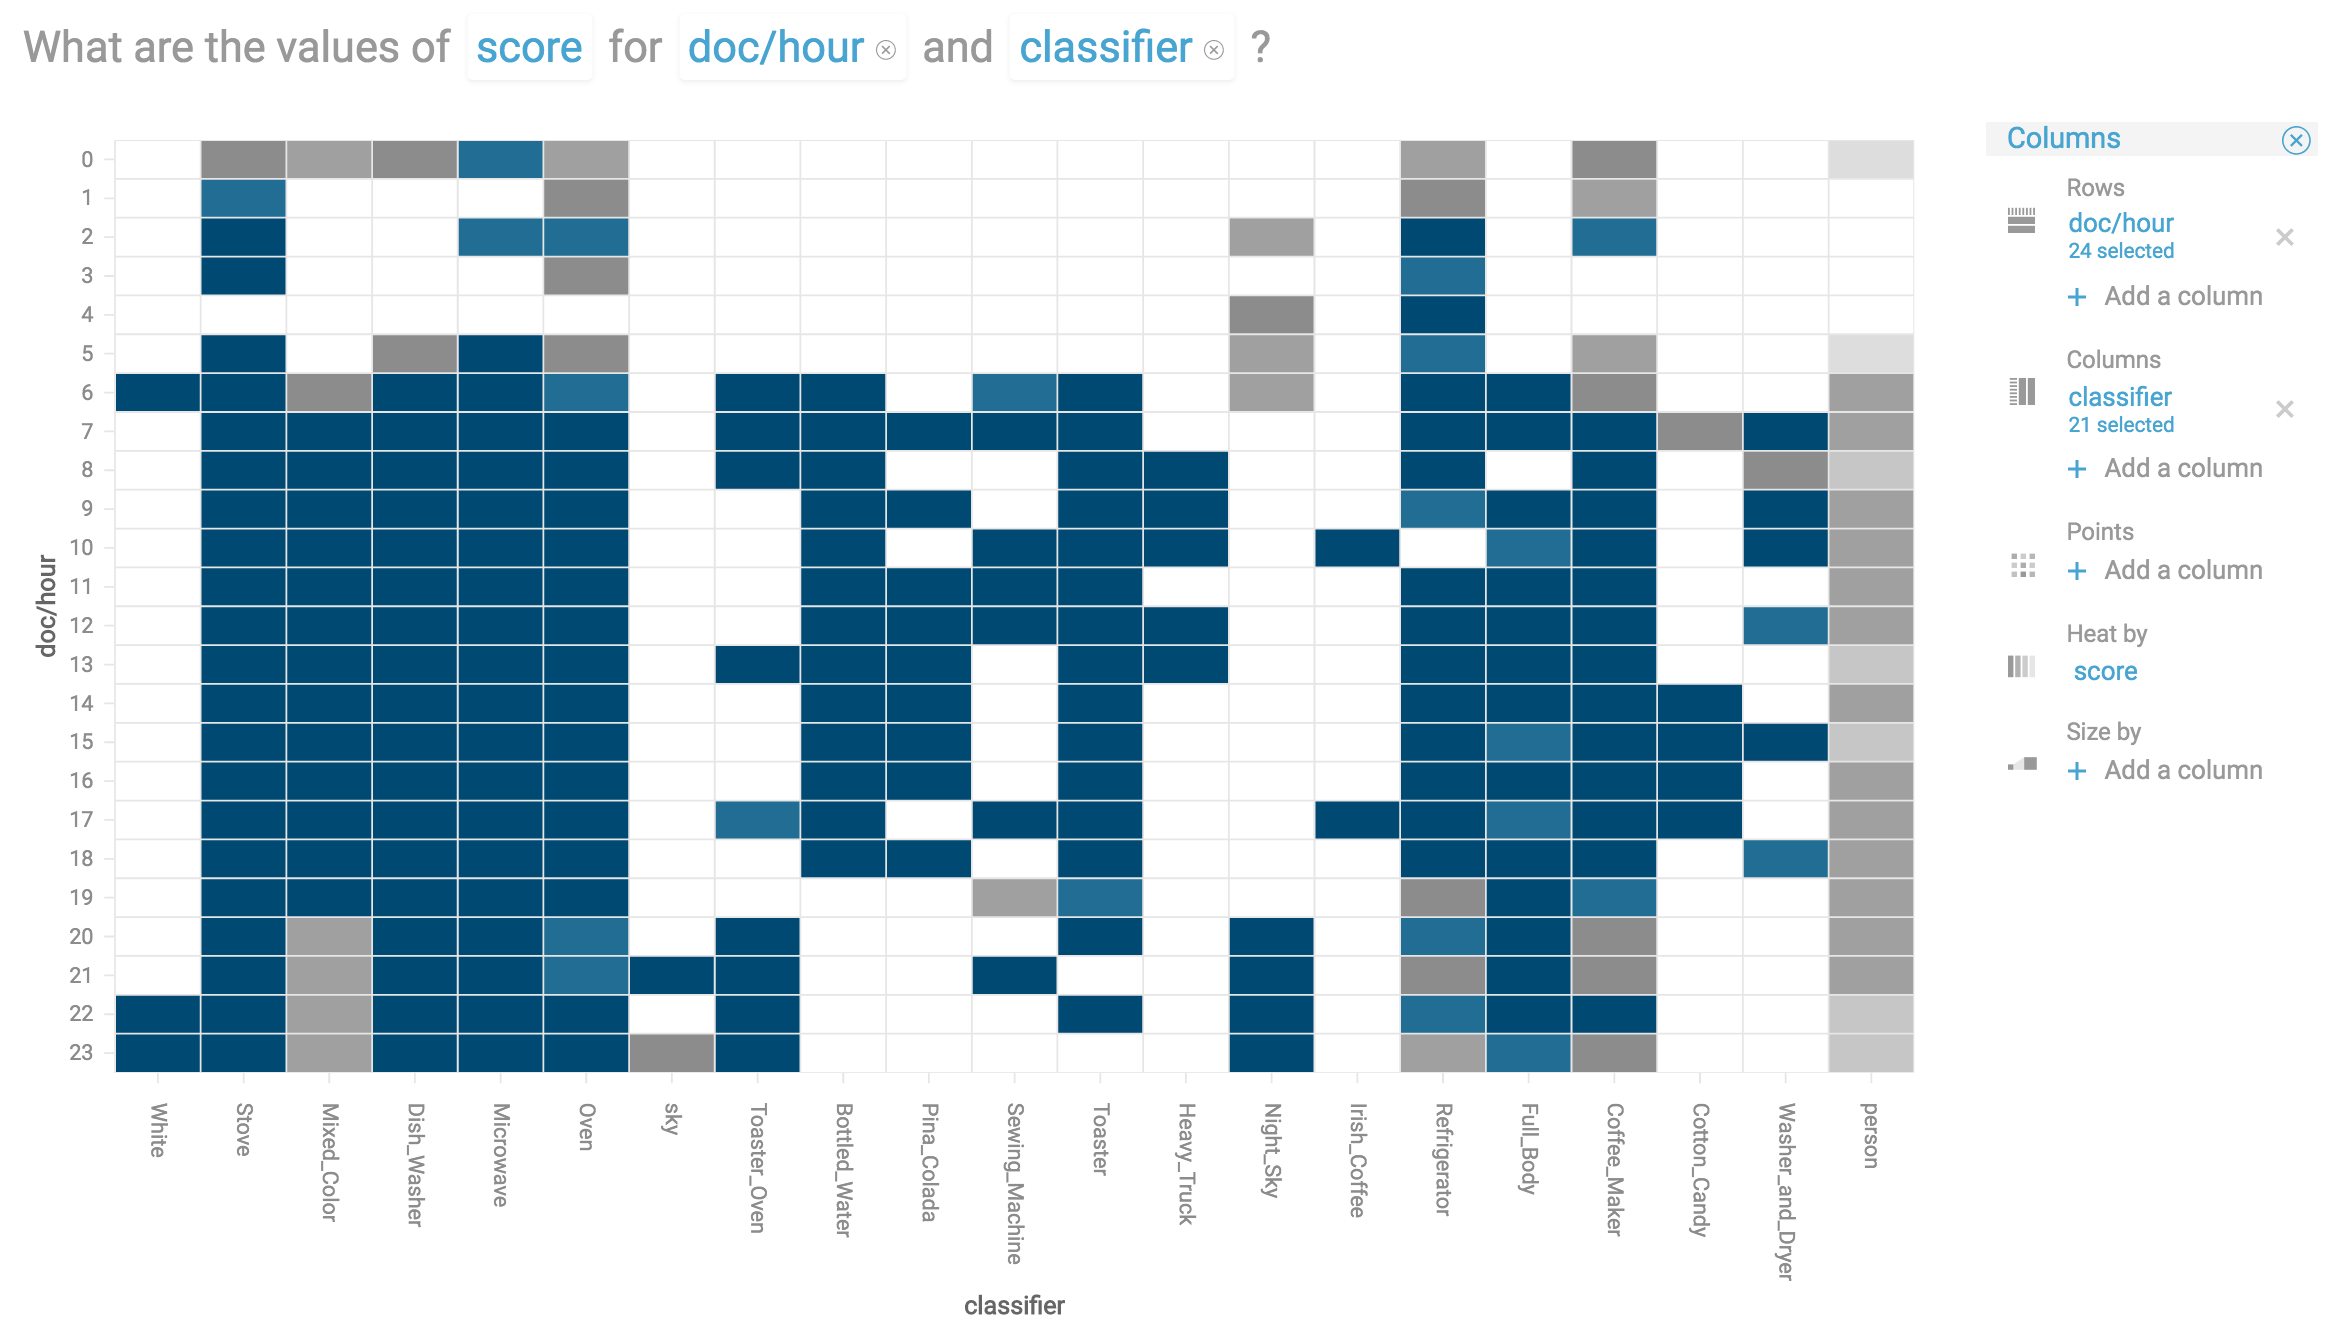 What are the values of score for doc/hour and classifier ?
Columns
Rows
doc/hour
24 selected
+ Add a column
Columns
classifier
21 selected
+ Add a column
Points
+ Add a column
Heat by
score
Size by
+ Add a column
doc/hour
0
1
2
3
4
5
6
7
8
9
10
11
12
13
14
15
16
17
18
19
20
21
22
23
White
Stove
Mixed_Color
Dish_Washer
Microwave
Oven
sky
Toaster_Oven
Bottled_Water
Pina_Colada
Sewing_Machine
Toaster
Heavy_Truck
Night_Sky
Irish_Coffee
Refrigerator
Full_Body
Coffee_Maker
Cotton_Candy
Washer_and_Dryer
person
classifier